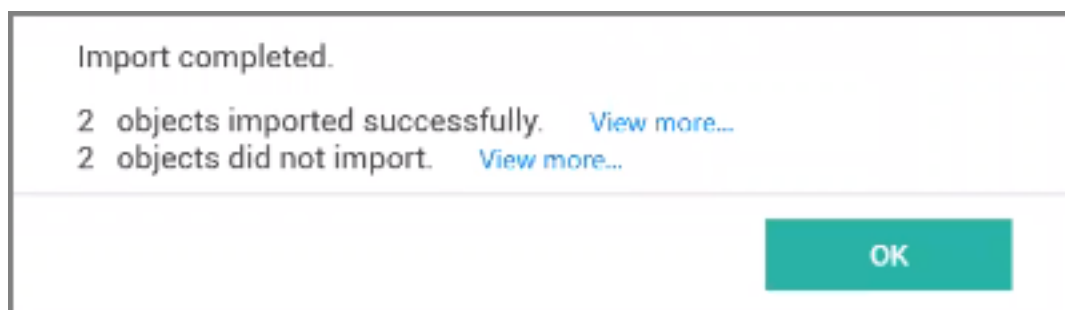 Import completed.
2 objects imported successfully. View more...
2 objects did not import. View more...
OK